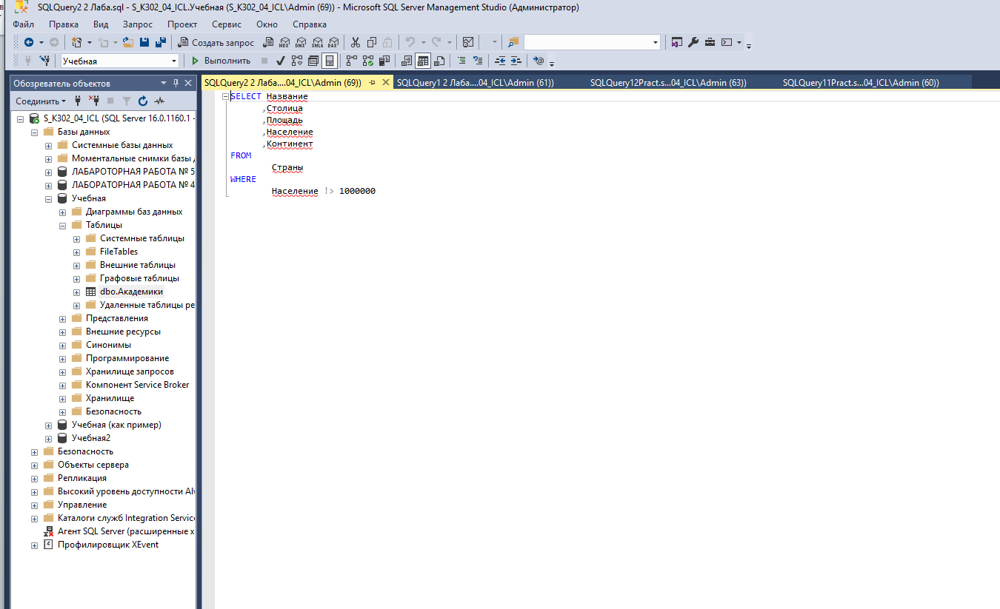 SQLQuery2 2 Лаба.sql - S_K302_04_ICL.Учебная (S_K302_04_ICL\Admin (69)) - Microsoft SQL Server Management Studio (Администратор)
Файл Правка Вид Запрос Проект Сервис Окно Справка
Создать запрос MDX DMX XMLA DAX
Учебная Выполнить
Обозреватель объектов
SQLQuery2 2 Лаба....04_ICL\Admin (69)) SQLQuery1 2 Лаба....04_ICL\Admin (61)) SQLQuery12Pract.s...04_ICL\Admin (63)) SQLQuery11Pract.s...04_ICL\Admin (60))
Соединить
S_K302_04_ICL (SQL Server 16.0.1160.1 -
Базы данных
Системные базы данных
Моментальные снимки базы д
ЛАБАРОТОРНАЯ РАБОТА № 5
ЛАБОРАТОРНАЯ РАБОТА № 4
Учебная
Диаграммы баз данных
Таблицы
Системные таблицы
FileTables
Внешние таблицы
Графовые таблицы
dbo.Академики
Удаленные таблицы ре
Представления
Внешние ресурсы
Синонимы
Программирование
Хранилище запросов
Компонент Service Broker
Хранилище
Безопасность
Учебная (как пример)
Учебная2
Безопасность
Объекты сервера
Репликация
Высокий уровень доступности Alw
Управление
Каталоги служб Integration Service
Агент SQL Server (расширенные х
Профилировщик XEvent
SELECT Название
,Столица
,Площадь
,Население
,Континент
FROM
Страны
WHERE
Население !> 1000000